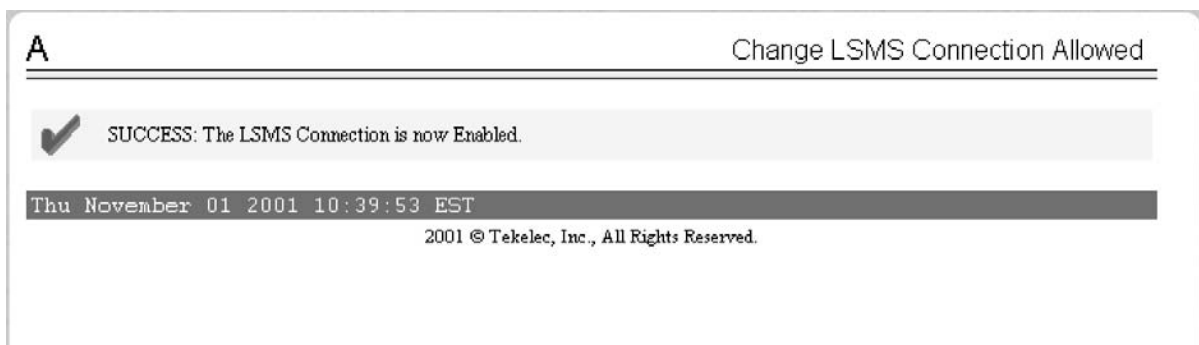 A
Change LSMS Connection Allowed
SUCCESS: The LSMS Connection is now Enabled.
Thu November 01 2001 10:39:53 EST
2001 © Tekelec, Inc., All Rights Reserved.